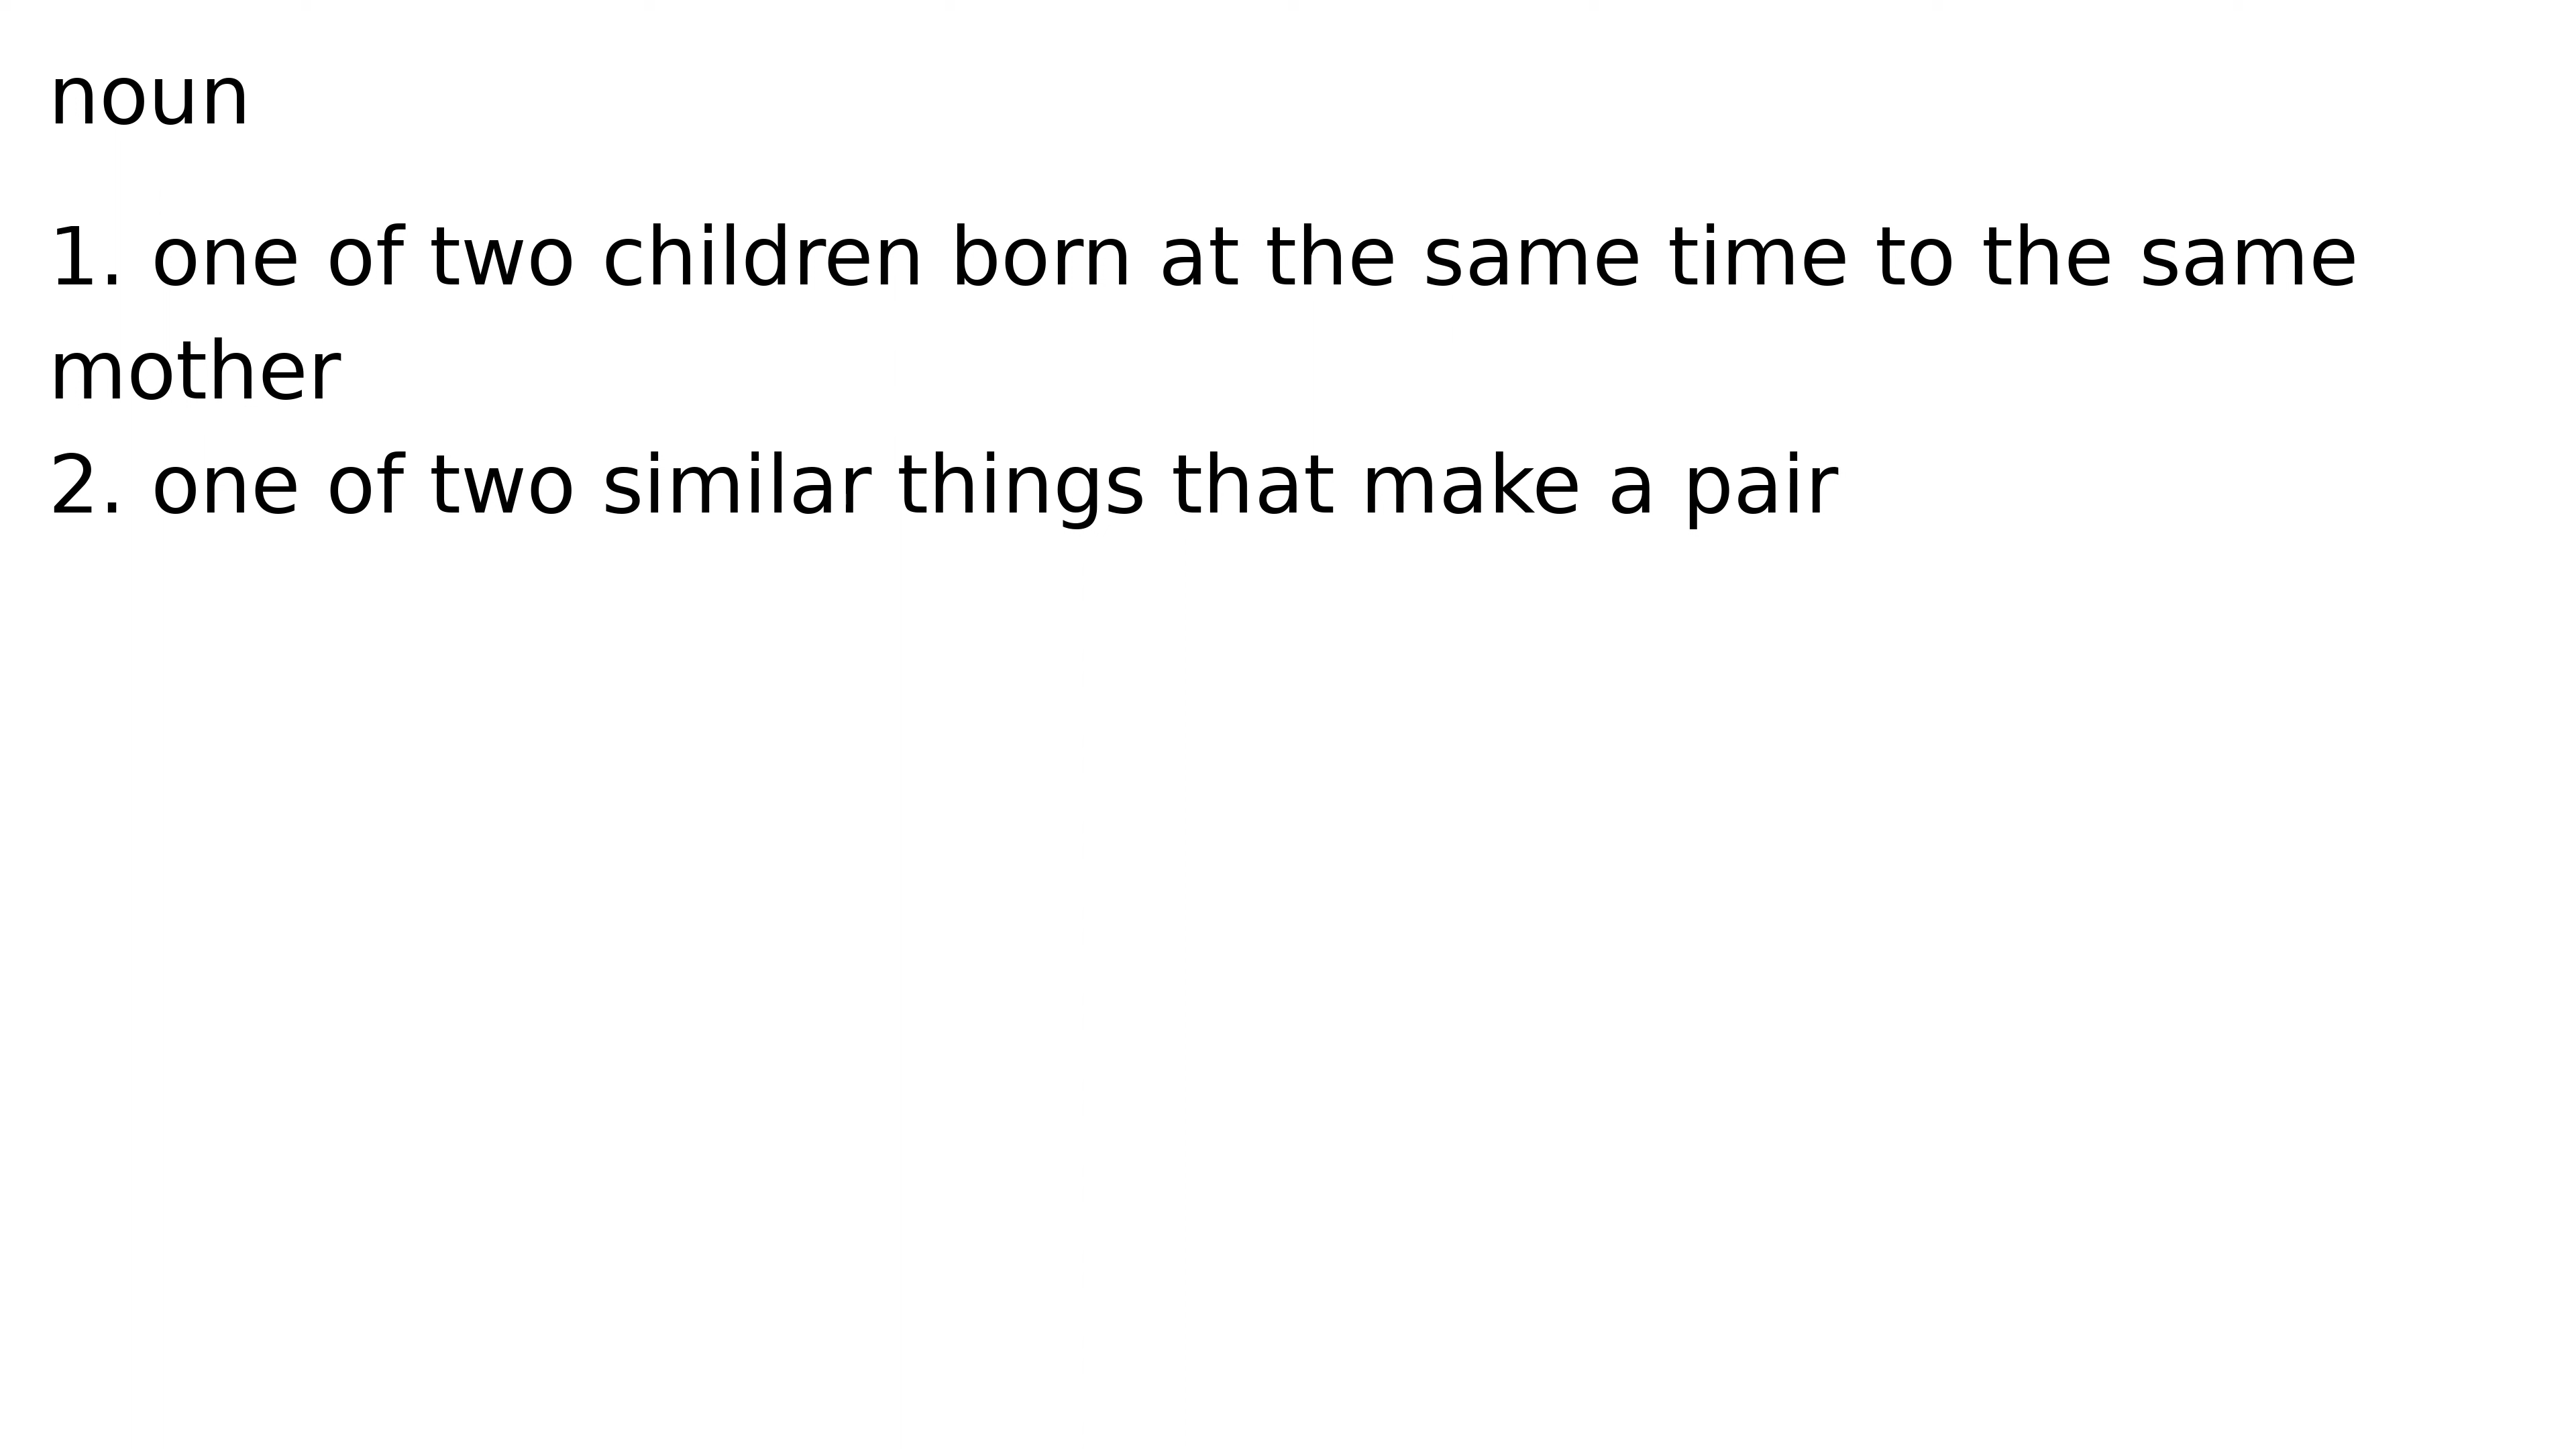 noun
1. one of two children born at the same time to the same
mother
2. one of two similar things that make a pair